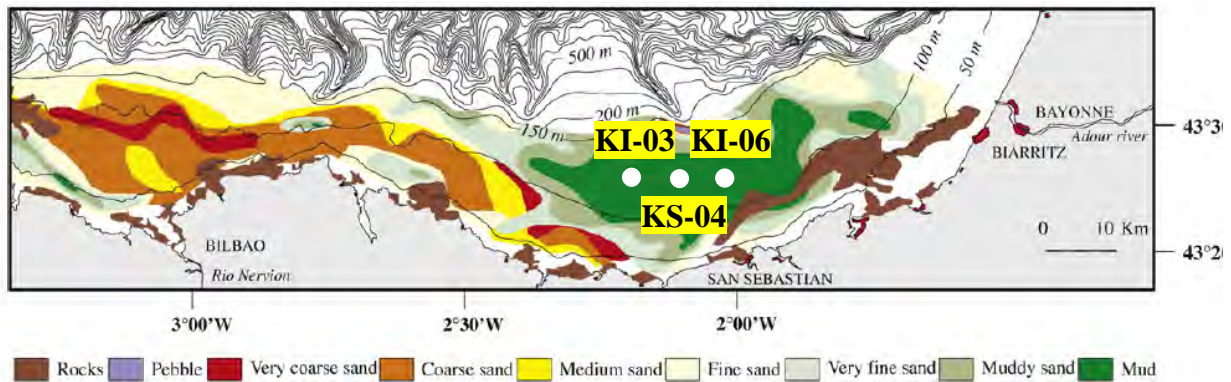 500 m
100 m
50 m
200 m
150 m
KI-03 KI-06
KS-04
BAYONNE
Adour river
BIARRITZ
43°30
0 10 Km
BILBAO
Rio Nervion
SAN SEBASTIAN
43°20
3°00'W 2°30'W 2°00'W
Rocks Pebble Very coarse sand Coarse sand Medium sand Fine sand Very fine sand Muddy sand Mud